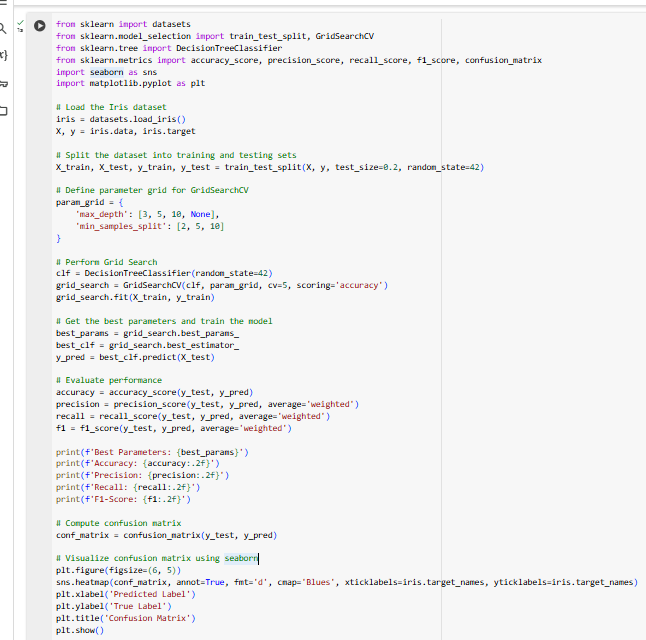 from sklearn import datasets
from sklearn.model_selection import train_test_split, GridSearchCV
from sklearn.tree import DecisionTreeClassifier
from sklearn.metrics import accuracy_score, precision_score, recall_score, f1_score, confusion_matrix
import seaborn as sns
import matplotlib.pyplot as plt

# Load the Iris dataset
iris = datasets.load_iris()
X, y = iris.data, iris.target

# Split the dataset into training and testing sets
X_train, X_test, y_train, y_test = train_test_split(X, y, test_size=0.2, random_state=42)

# Define parameter grid for GridSearchCV
param_grid = {
    'max_depth': [3, 5, 10, None],
    'min_samples_split': [2, 5, 10]
}

# Perform Grid Search
clf = DecisionTreeClassifier(random_state=42)
grid_search = GridSearchCV(clf, param_grid, cv=5, scoring='accuracy')
grid_search.fit(X_train, y_train)

# Get the best parameters and train the model
best_params = grid_search.best_params_
best_clf = grid_search.best_estimator_
y_pred = best_clf.predict(X_test)

# Evaluate performance
accuracy = accuracy_score(y_test, y_pred)
precision = precision_score(y_test, y_pred, average='weighted')
recall = recall_score(y_test, y_pred, average='weighted')
f1 = f1_score(y_test, y_pred, average='weighted')

print(f'Best Parameters: {best_params}')
print(f'Accuracy: {accuracy:.2f}')
print(f'Precision: {precision:.2f}')
print(f'Recall: {recall:.2f}')
print(f'F1-Score: {f1:.2f}')

# Compute confusion matrix
conf_matrix = confusion_matrix(y_test, y_pred)

# Visualize confusion matrix using seaborn
plt.figure(figsize=(6, 5))
sns.heatmap(conf_matrix, annot=True, fmt='d', cmap='Blues', xticklabels=iris.target_names, yticklabels=iris.target_names)
plt.xlabel('Predicted Label')
plt.ylabel('True Label')
plt.title('Confusion Matrix')
plt.show()